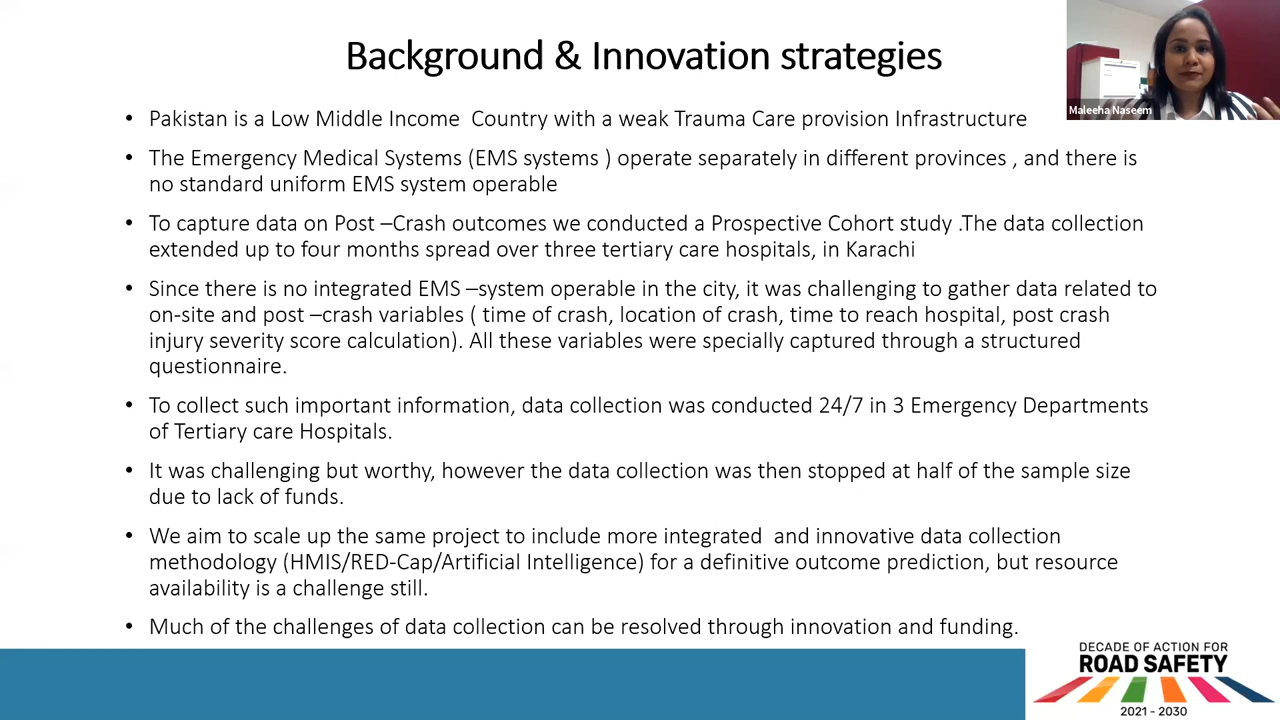 Background & Innovation strategies
Maleeha Naseem
• Pakistan is a Low Middle Income Country with a weak Trauma Care provision Infrastructure
• The Emergency Medical Systems (EMS systems ) operate separately in different provinces , and there is
no standard uniform EMS system operable
• To capture data on Post –Crash outcomes we conducted a Prospective Cohort study .The data collection
extended up to four months spread over three tertiary care hospitals, in Karachi
• Since there is no integrated EMS –system operable in the city, it was challenging to gather data related to
on-site and post –crash variables ( time of crash, location of crash, time to reach hospital, post crash
injury severity score calculation). All these variables were specially captured through a structured
questionnaire.
• To collect such important information, data collection was conducted 24/7 in 3 Emergency Departments
of Tertiary care Hospitals.
• It was challenging but worthy, however the data collection was then stopped at half of the sample size
due to lack of funds.
• We aim to scale up the same project to include more integrated and innovative data collection
methodology (HMIS/RED-Cap/Artificial Intelligence) for a definitive outcome prediction, but resource
availability is a challenge still.
• Much of the challenges of data collection can be resolved through innovation and funding.
DECADE OF ACTION FOR
ROAD SAFETY
2021 - 2030